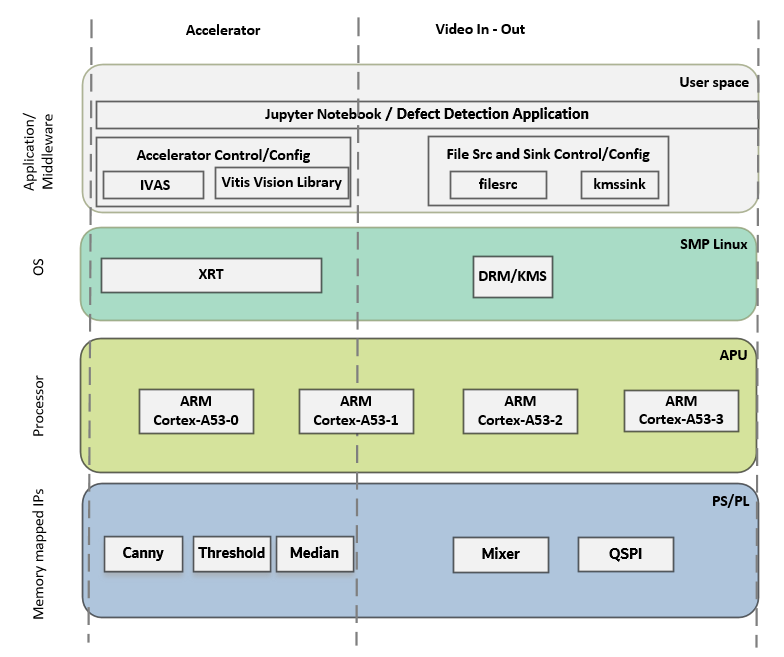 Accelerator
Video In - Out
User space
Jupyter Notebook / Defect Detection Application
Application/
Middleware
Accelerator Control/Config
IVAS
Vitis Vision Library
File Src and Sink Control/Config
filesrc
kmssink
SMP Linux
OS
XRT
DRM/KMS
APU
Processor
ARM
Cortex-A53-0
ARM
Cortex-A53-1
ARM
Cortex-A53-2
ARM
Cortex-A53-3
PS/PL
Memory mapped IPs
Canny
Threshold
Median
Mixer
QSPI